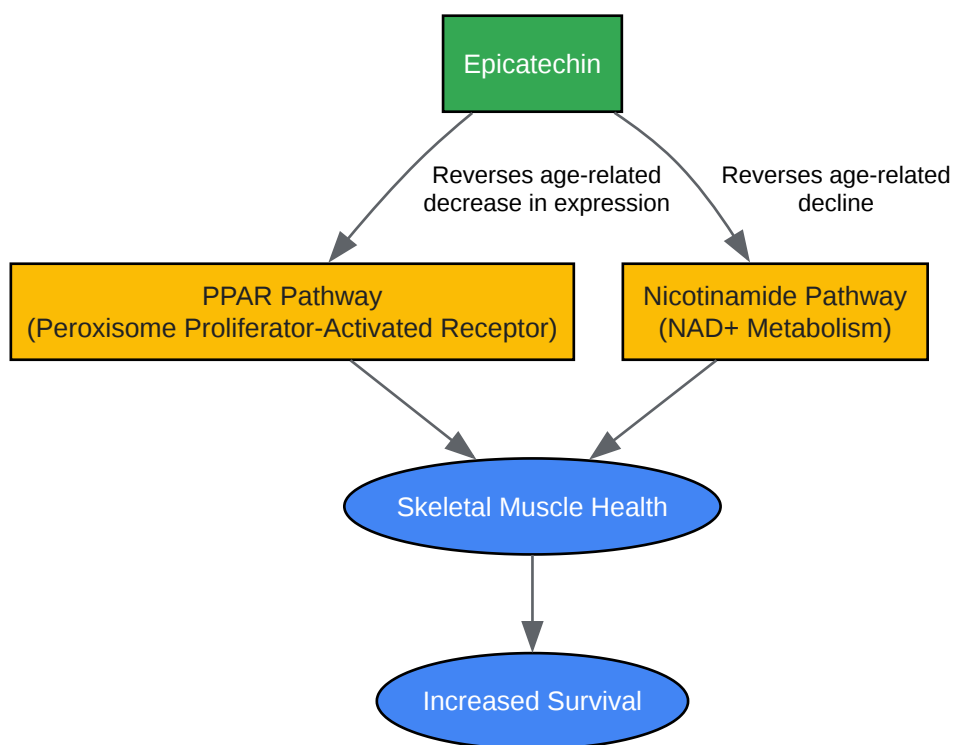 Epicatechin
Reverses age-related
decrease in expression
Reverses age-related
decline
PPAR Pathway
(Peroxisome Proliferator-Activated Receptor)
Nicotinamide Pathway
(NAD+ Metabolism)
Skeletal Muscle Health
Increased Survival